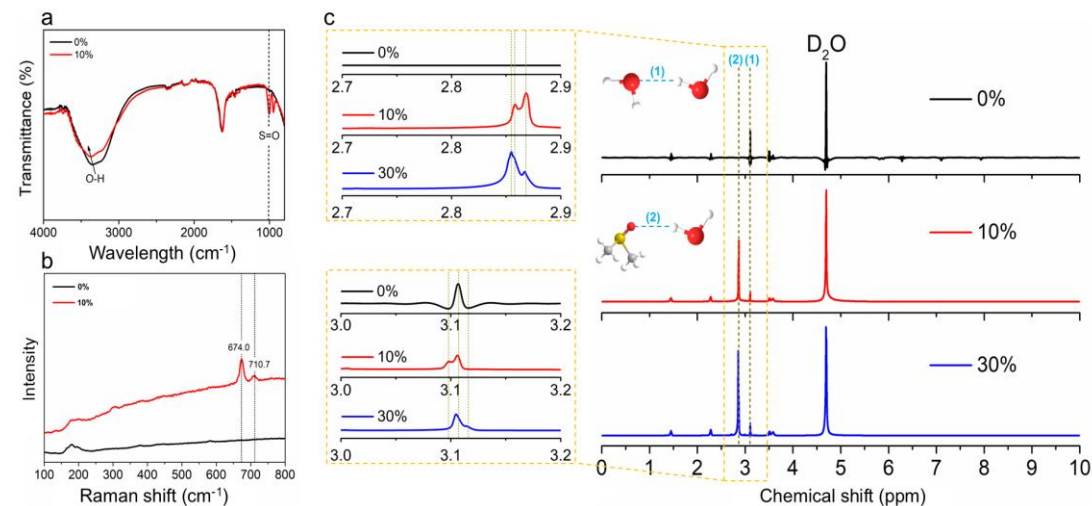 a
0%
10%
Transmittance (%)
S=O
O-H
4000 3000 2000 1000
Wavelength (cm-1)
b
0%
10%
674.0
710.7
Intensity
100 200 300 400 500 600 700 800
Raman shift (cm-1)
c
0%
2.7 2.8 2.9
10%
2.7 2.8 2.9
30%
2.7 2.8 2.9
0%
3.0 3.1 3.2
10%
3.0 3.1 3.2
30%
3.0 3.1 3.2
(2) (1)
D2O
(1)
0%
(2)
10%
30%
0 1 2 3 4 5 6 7 8 9 10
Chemical shift (ppm)